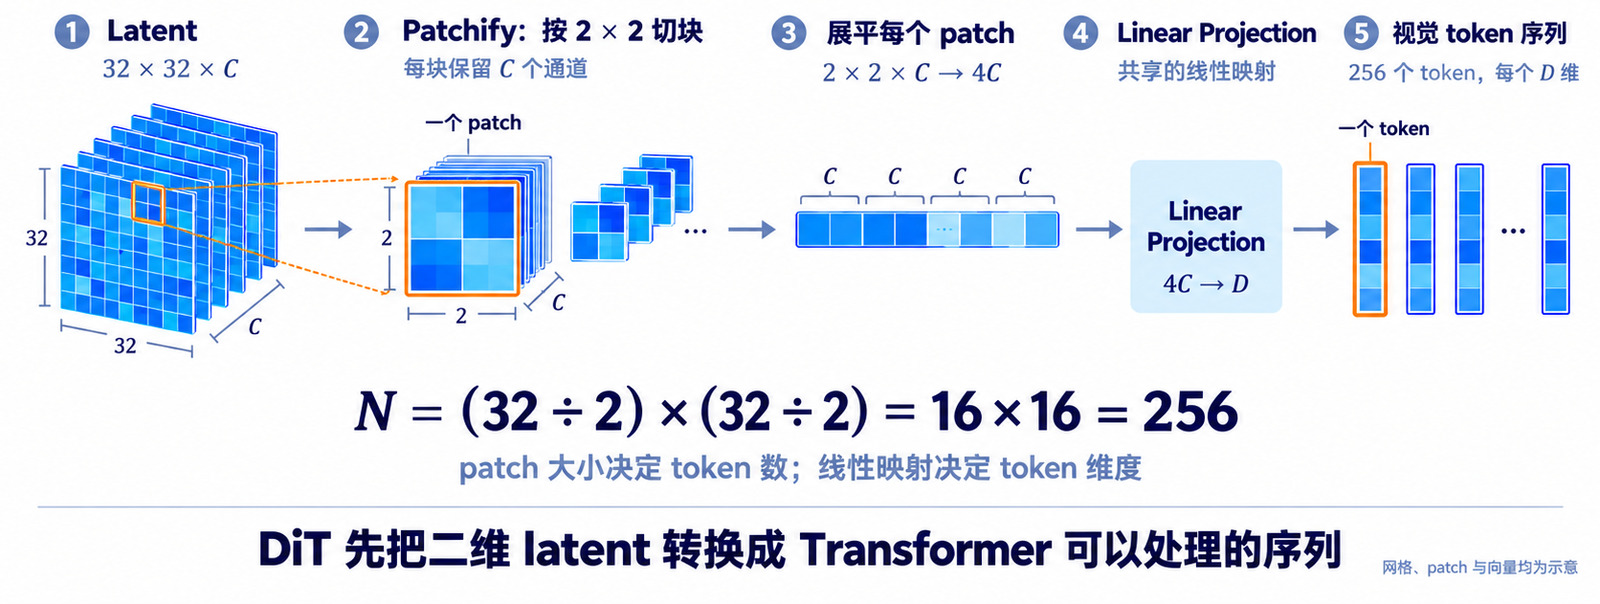 1 Latent
32 × 32 × C
2 Patchify：按 2 × 2 切块
每块保留 C 个通道
3 展平每个 patch
2 × 2 × C → 4C
4 Linear Projection
共享的线性映射
5 视觉 token 序列
256 个 token，每个 D 维
32
32
C
一个 patch
2
2
C
...
C C C C
...
Linear
Projection
4C → D
一个 token
...
N = (32 ÷ 2) × (32 ÷ 2) = 16 × 16 = 256
patch 大小决定 token 数；线性映射决定 token 维度
DiT 先把二维 latent 转换成 Transformer 可以处理的序列
网格、patch 与向量均为示意